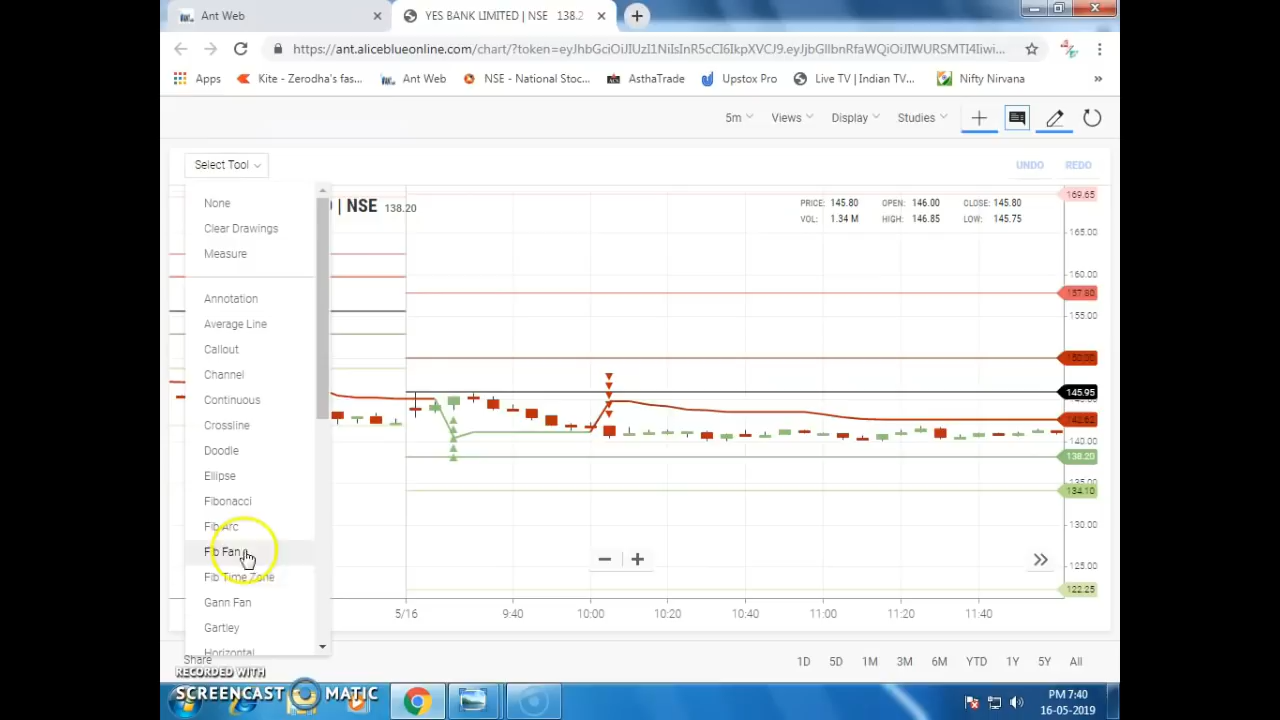 Ant Web
YES BANK LIMITED | NSE 138.2
https://ant.aliceblueonline.com/chart/?token=eyJhbGciOiJIUzI1NiIsInR5cCI6IkpXVCJ9.eyJjbGllbnRfaWQiOiJIWURSMTI4Iiwi...
Apps
Kite - Zerodha's fas...
Ant Web
NSE - National Stoc...
AsthaTrade
Upstox Pro
Live TV | Indian TV...
Nifty Nirvana
»
5m Views Display Studies
Select Tool UNDO REDO
None
| NSE 138.20
PRICE: 145.80 OPEN: 146.00 CLOSE: 145.80
VOL: 1.34 M HIGH: 146.85 LOW: 145.75
Clear Drawings
Measure
Annotation
Average Line
Callout
Channel
Continuous
Crossline
Doodle
Ellipse
Fibonacci
Fib Arc
Fib Fan
Fib Time Zone
Gann Fan
Gartley
Horizontal
169.65
165.00
160.00
157.80
155.00
150.00
145.95
142.62
140.00
138.20
135.00
134.10
130.00
125.00
122.25
5/16 9:40 10:00 10:20 10:40 11:00 11:20 11:40
Share
1D 5D 1M 3M 6M YTD 1Y 5Y All
RECORDED WITH
SCREENCAST MATIC
PM 7:40
16-05-2019